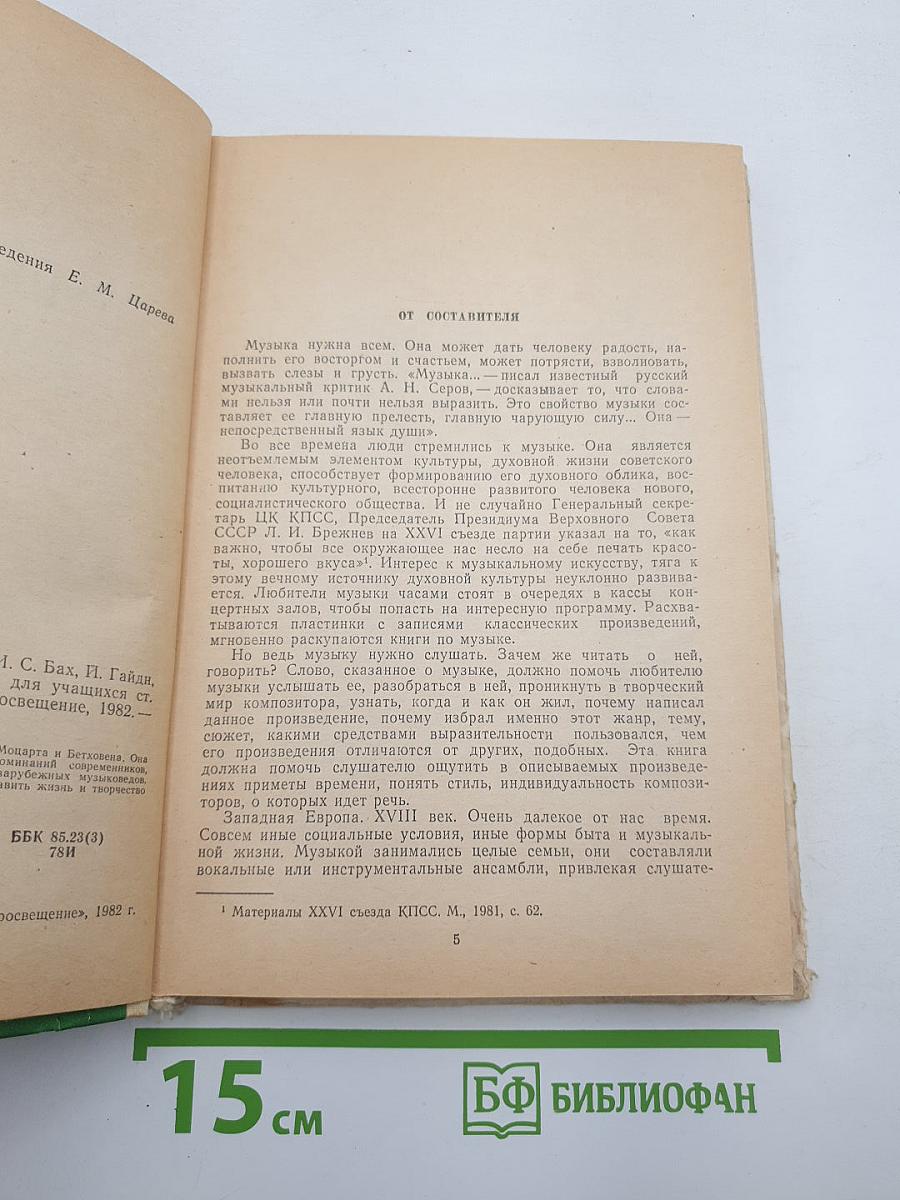 едения Е. М. Царева
И. С. Бах, Й. Гайдн,
для учащихся ст.
освещение, 1982.—
Моцарта и Бетховена. Она
оминаний современников,
зарубежных музыковедов.
авить жизнь и творчество
ББК 85.23(3)
78И
росвещение», 1982 г.
ОТ СОСТАВИТЕЛЯ
Музыка нужна всем. Она может дать человеку радость, на-
полнить его восторгом и счастьем, может потрясти, взволновать,
вызвать слезы и грусть. «Музыка... — писал известный русский
музыкальный критик А. Н. Серов, — досказывает то, что слова-
ми нельзя или почти нельзя выразить. Это свойство музыки сос-
тавляет ее главную прелесть, главную чарующую силу... Она —
непосредственный язык души».
Во все времена люди стремились к музыке. Она является
неотъемлемым элементом культуры, духовной жизни советского
человека, способствует формированию его духовного облика, вос-
питанию культурного, всесторонне развитого человека нового,
социалистического общества. И не случайно Генеральный секре-
тарь ЦК КПСС, Председатель Президиума Верховного Совета
СССР Л. И. Брежнев на XXVI съезде партии указал на то, «как
важно, чтобы все окружающее нас несло на себе печать красо-
ты, хорошего вкуса»¹. Интерес к музыкальному искусству, тяга к
этому вечному источнику духовной культуры неуклонно развива-
ется. Любители музыки часами стоят в очередях в кассы кон-
цертных залов, чтобы попасть на интересную программу. Расхва-
тываются пластинки с записями классических произведений,
мгновенно раскупаются книги по музыке.
Но ведь музыку нужно слушать. Зачем же читать о ней,
говорить? Слово, сказанное о музыке, должно помочь любителю
музыки услышать ее, разобраться в ней, проникнуть в творческий
мир композитора, узнать, когда и как он жил, почему написал
данное произведение, почему избрал именно этот жанр, тему,
сюжет, какими средствами выразительности пользовался, чем
его произведения отличаются от других, подобных. Эта книга
должна помочь слушателю ощутить в описываемых произведе-
ниях приметы времени, понять стиль, индивидуальность компози-
торов, о которых идет речь.
Западная Европа. XVIII век. Очень далекое от нас время.
Совсем иные социальные условия, иные формы быта и музыкаль-
ной жизни. Музыкой занимались целые семьи, они составляли
вокальные или инструментальные ансамбли, привлекая слушате-
¹ Материалы XXVI съезда КПСС. М., 1981, с. 62.
5
15 см
БФ БИБЛИОФАН